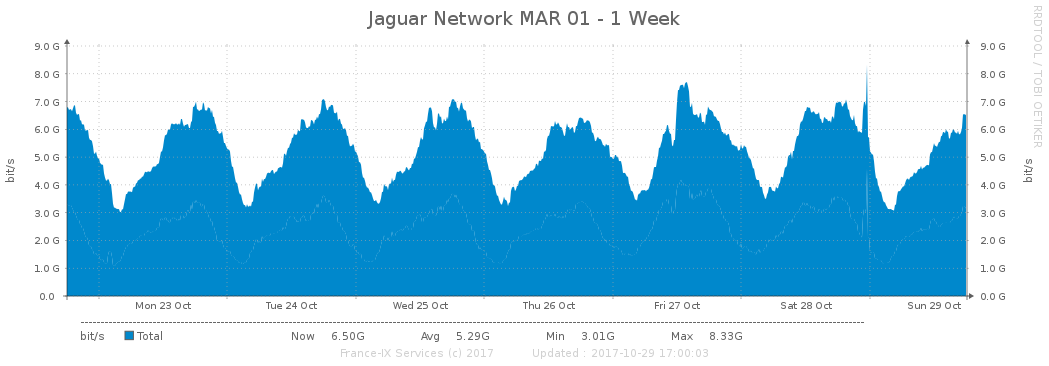 Jaguar Network MAR 01 - 1 Week
RRDTOOL / TOBI OETIKER
bit/s
9.0 G 9.0 G
8.0 G 8.0 G
7.0 G 7.0 G
6.0 G 6.0 G
5.0 G 5.0 G
4.0 G 4.0 G
3.0 G 3.0 G
2.0 G 2.0 G
1.0 G 1.0 G
0.0 0.0 G
bit/s
Mon 23 Oct Tue 24 Oct Wed 25 Oct Thu 26 Oct Fri 27 Oct Sat 28 Oct Sun 29 Oct
bit/s Total Now 6.50G Avg 5.29G Min 3.01G Max 8.33G
France-IX Services (c) 2017 Updated : 2017-10-29 17:00:03